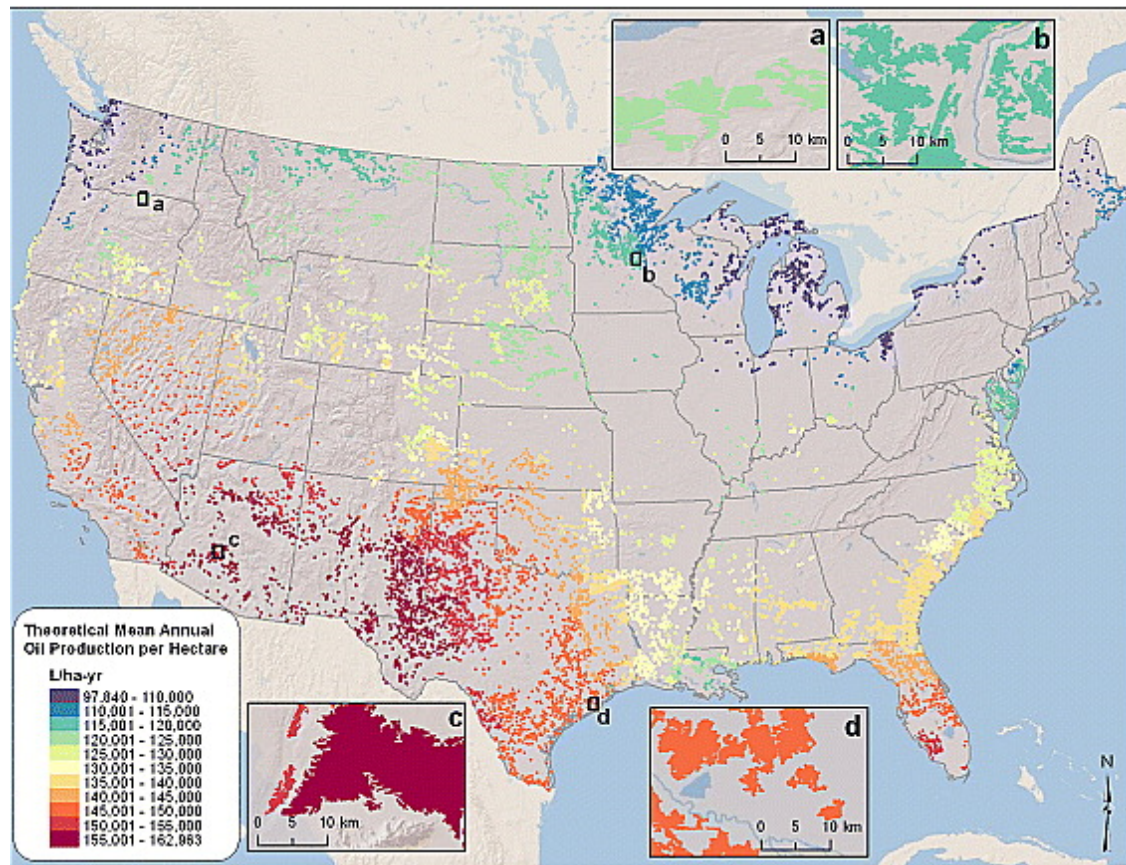 a
0 5 10 km
b
0 5 10 km
a
b
c
d
Theoretical Mean Annual
Oil Production per Hectare
L/ha-yr
97,840 - 110,000
110,001 - 115,000
115,001 - 120,000
120,001 - 125,000
125,001 - 130,000
130,001 - 135,000
135,001 - 140,000
140,001 - 145,000
145,001 - 150,000
150,001 - 155,000
155,001 - 162,963
c
0 5 10 km
d
0 5 10 km
N